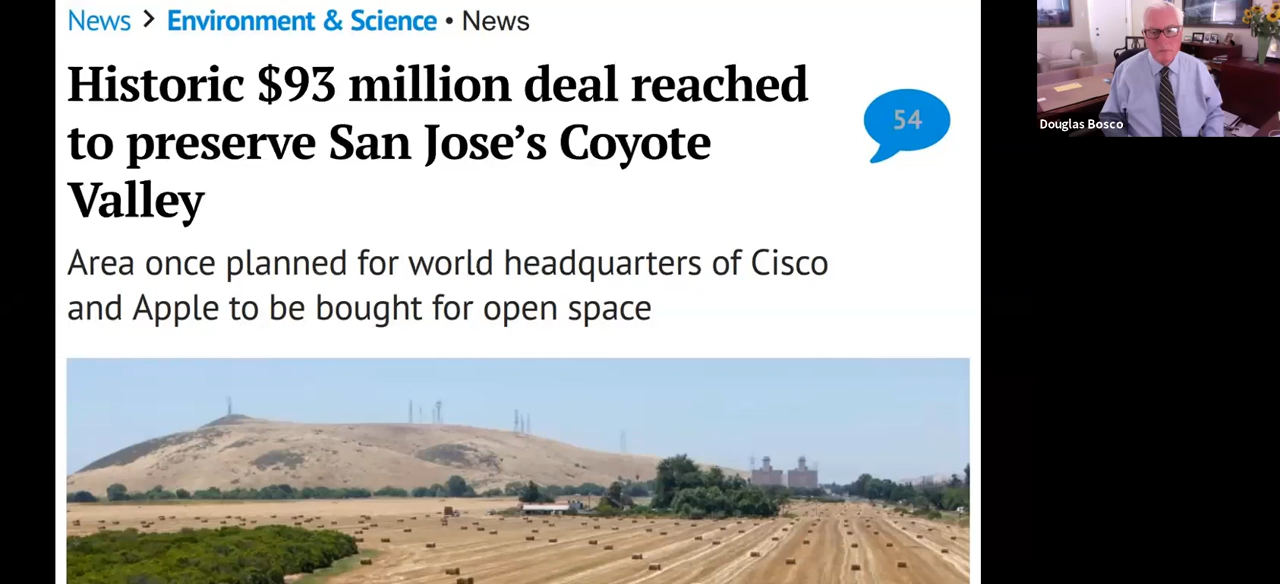 News > Environment & Science • News
Historic $93 million deal reached
to preserve San Jose’s Coyote
Valley
54
Area once planned for world headquarters of Cisco
and Apple to be bought for open space
Douglas Bosco